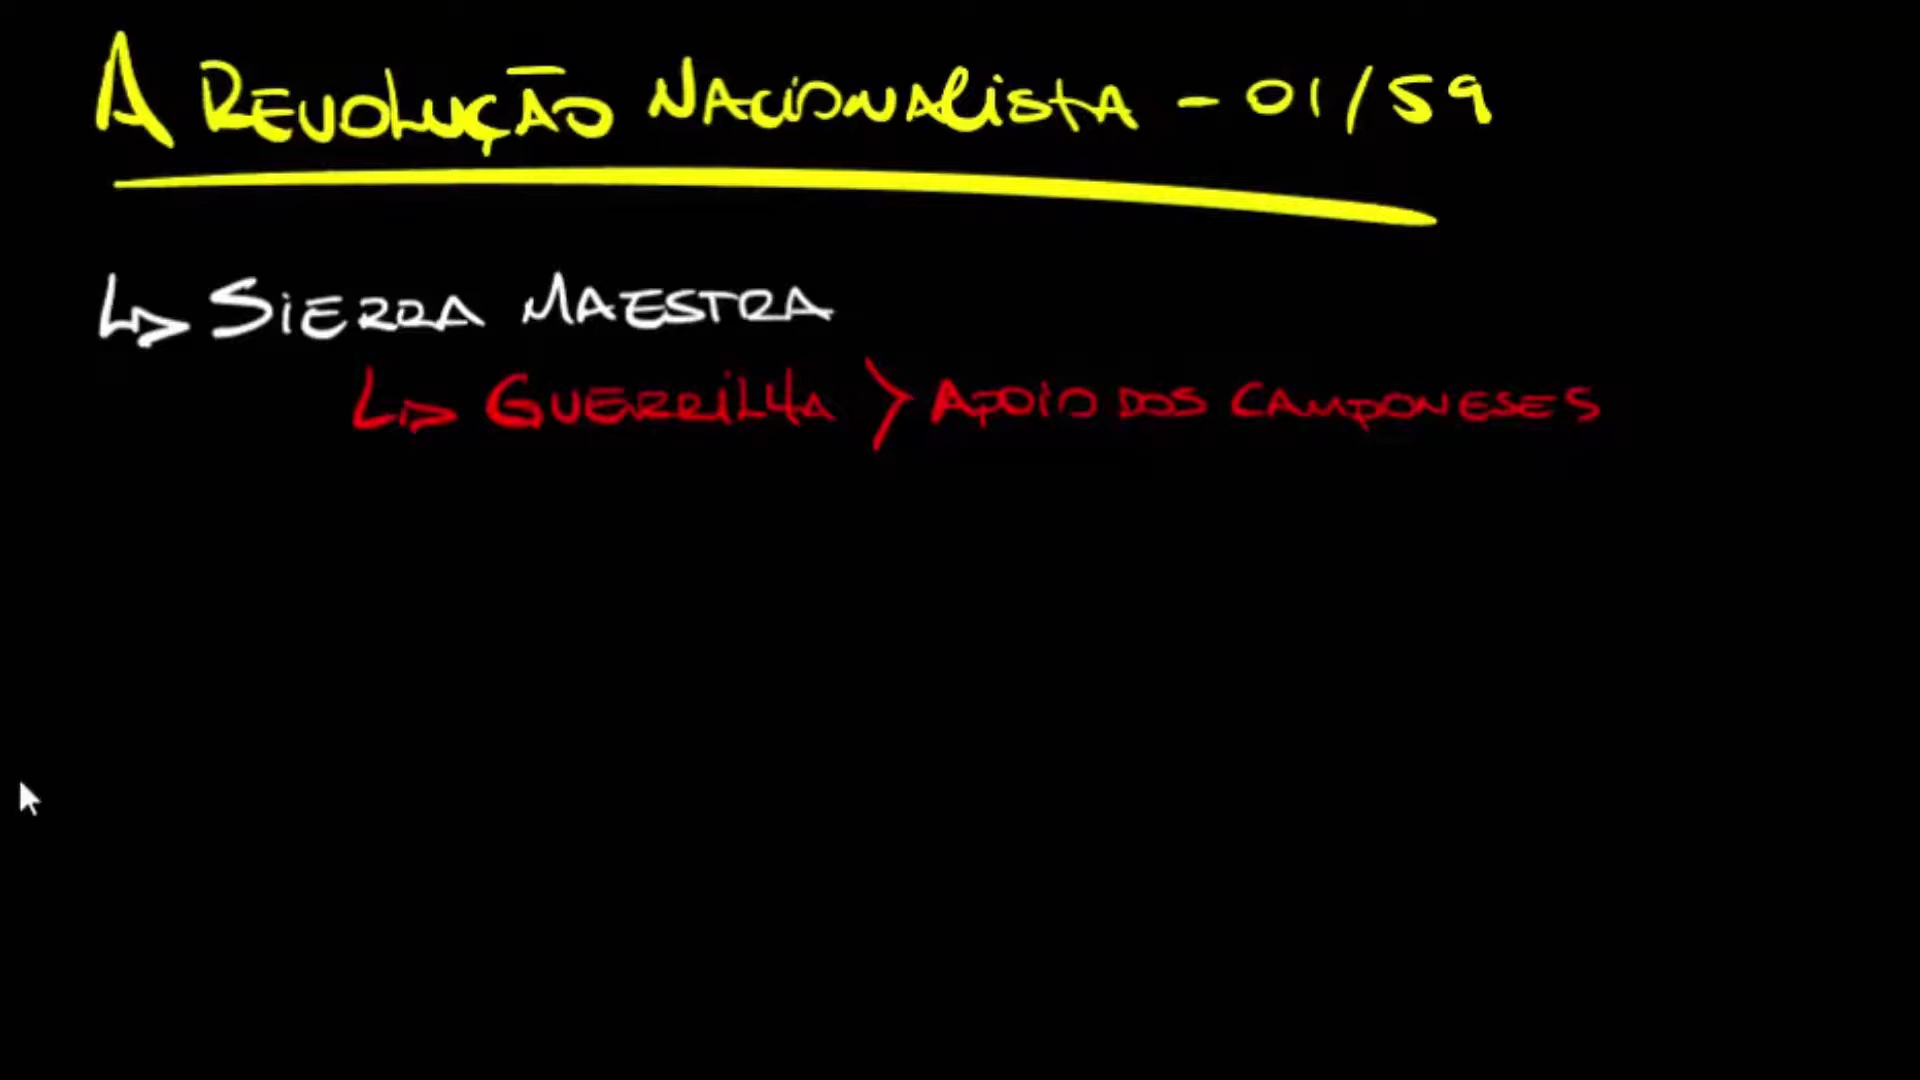 A Revolução Nacionalista - 01/59
↳ Sierra Maestra
↳ Guerrilha > Apoio dos camponeses